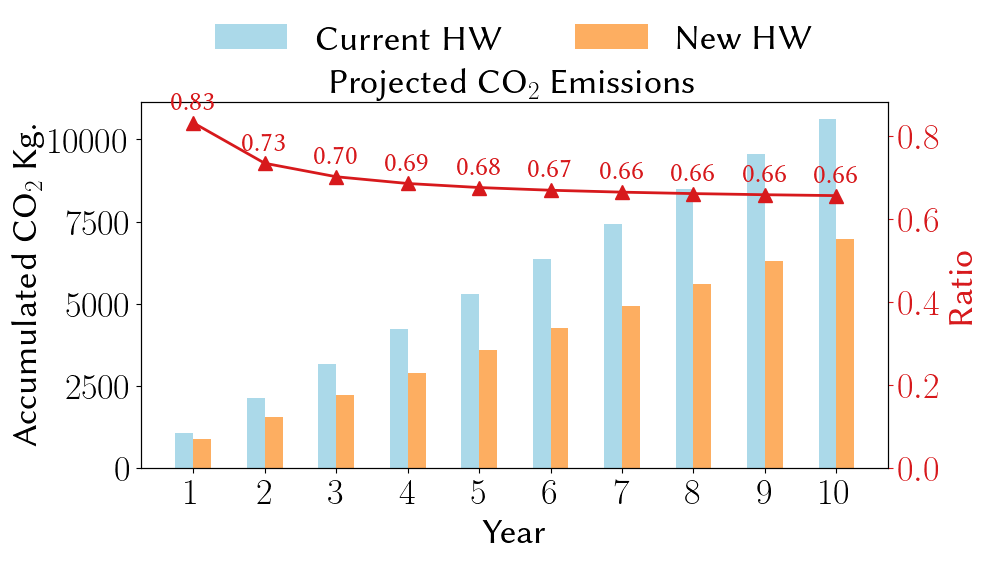 Current HW New HW
Projected CO₂ Emissions
Accumulated CO₂ Kg.
10000
7500
5000
2500
0
0.83 0.73 0.70 0.69 0.68 0.67 0.66 0.66 0.66 0.66
0.8
0.6
0.4
0.2
0.0
Ratio
1 2 3 4 5 6 7 8 9 10
Year